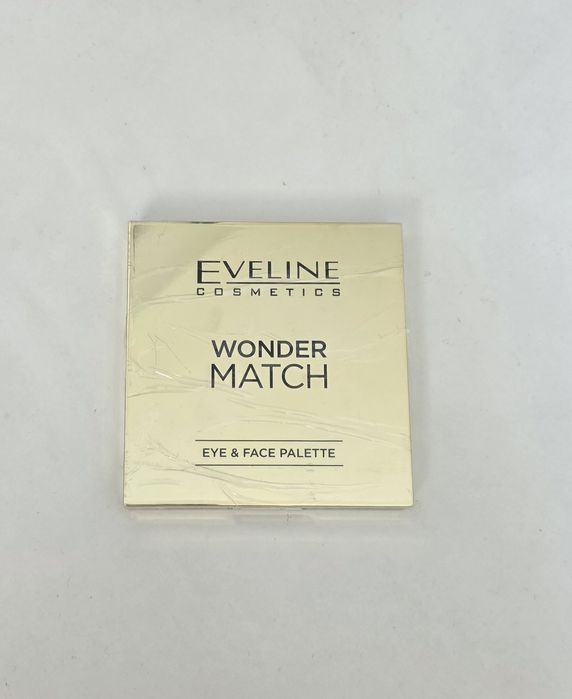 EVELINE
COSMETICS
WONDER
MATCH
EYE & FACE PALETTE